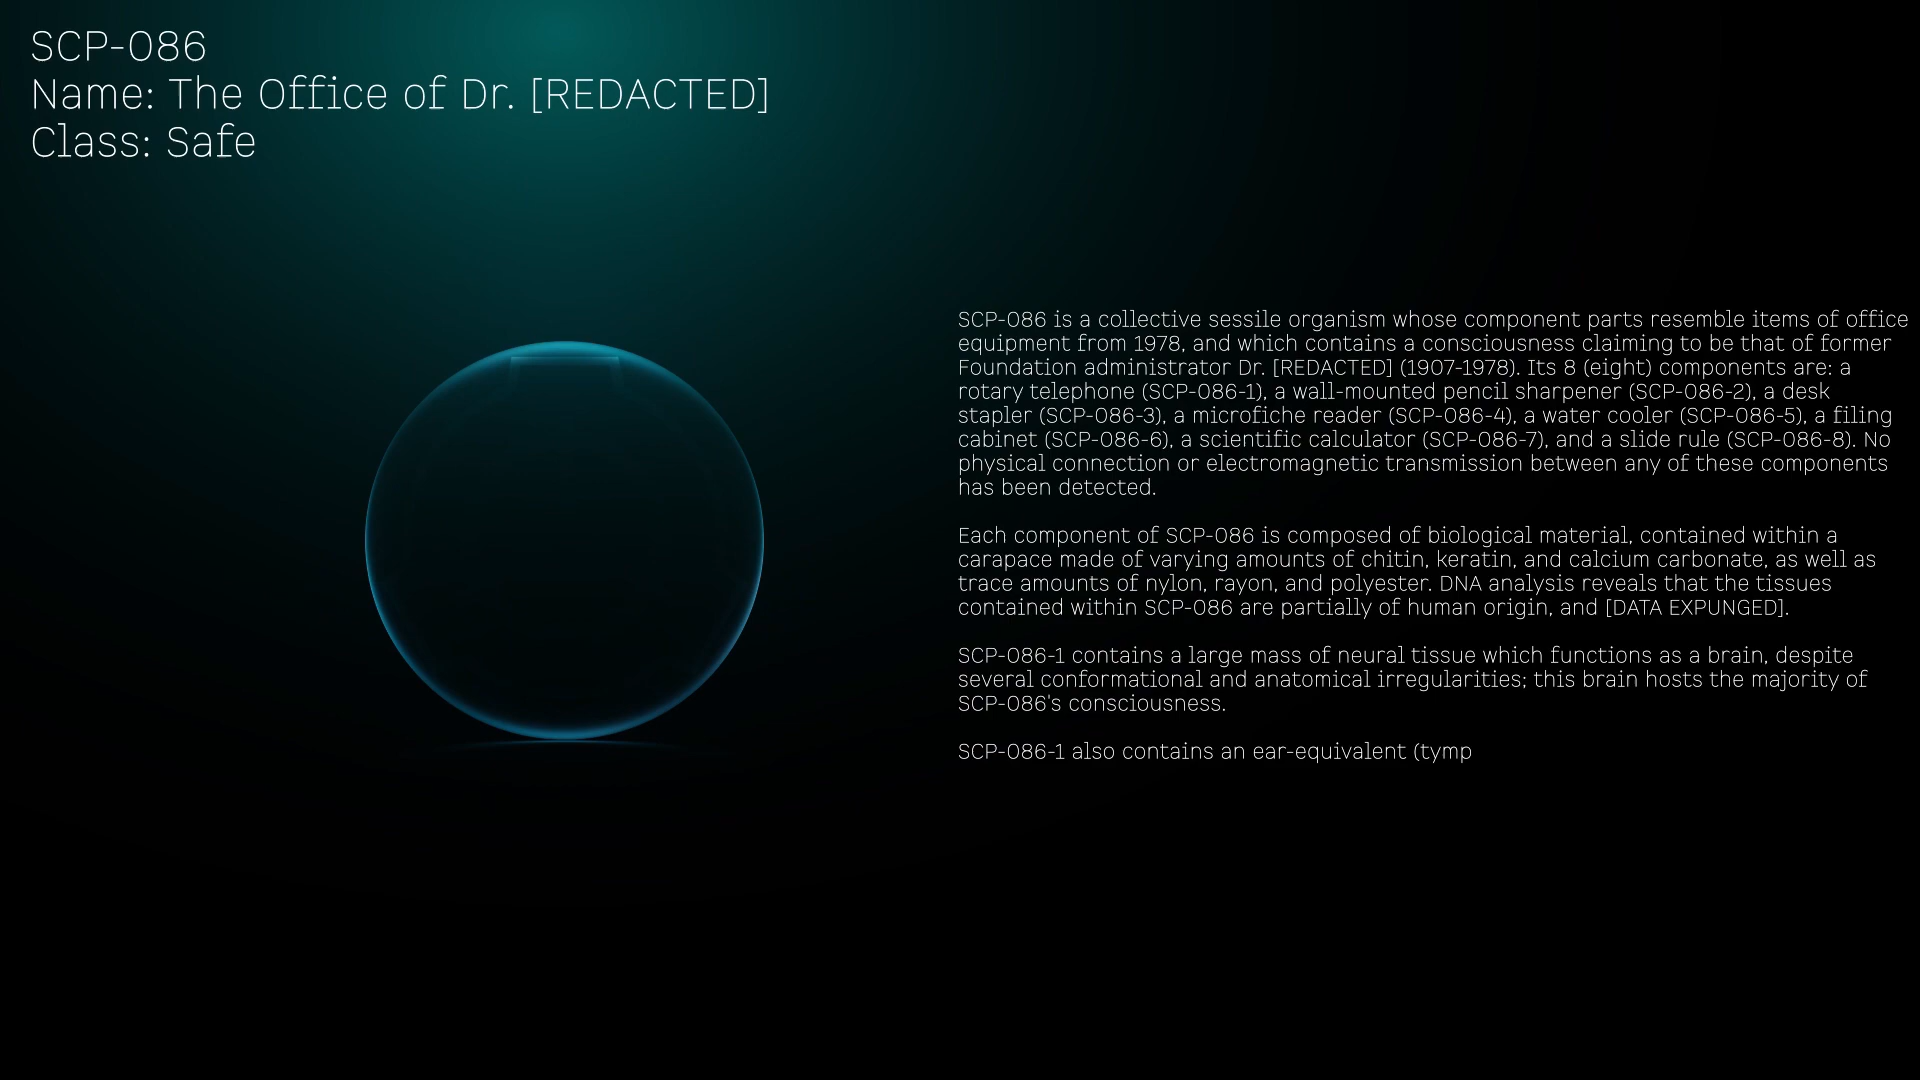 SCP-086
Name: The Office of Dr. [REDACTED]
Class: Safe
SCP-086 is a collective sessile organism whose component parts resemble items of office
equipment from 1978, and which contains a consciousness claiming to be that of former
Foundation administrator Dr. [REDACTED] (1907-1978). Its 8 (eight) components are: a
rotary telephone (SCP-086-1), a wall-mounted pencil sharpener (SCP-086-2), a desk
stapler (SCP-086-3), a microfiche reader (SCP-086-4), a water cooler (SCP-086-5), a filing
cabinet (SCP-086-6), a scientific calculator (SCP-086-7), and a slide rule (SCP-086-8). No
physical connection or electromagnetic transmission between any of these components
has been detected.
Each component of SCP-086 is composed of biological material, contained within a
carapace made of varying amounts of chitin, keratin, and calcium carbonate, as well as
trace amounts of nylon, rayon, and polyester. DNA analysis reveals that the tissues
contained within SCP-086 are partially of human origin, and [DATA EXPUNGED].
SCP-086-1 contains a large mass of neural tissue which functions as a brain, despite
several conformational and anatomical irregularities; this brain hosts the majority of
SCP-086's consciousness.
SCP-086-1 also contains an ear-equivalent (tymp